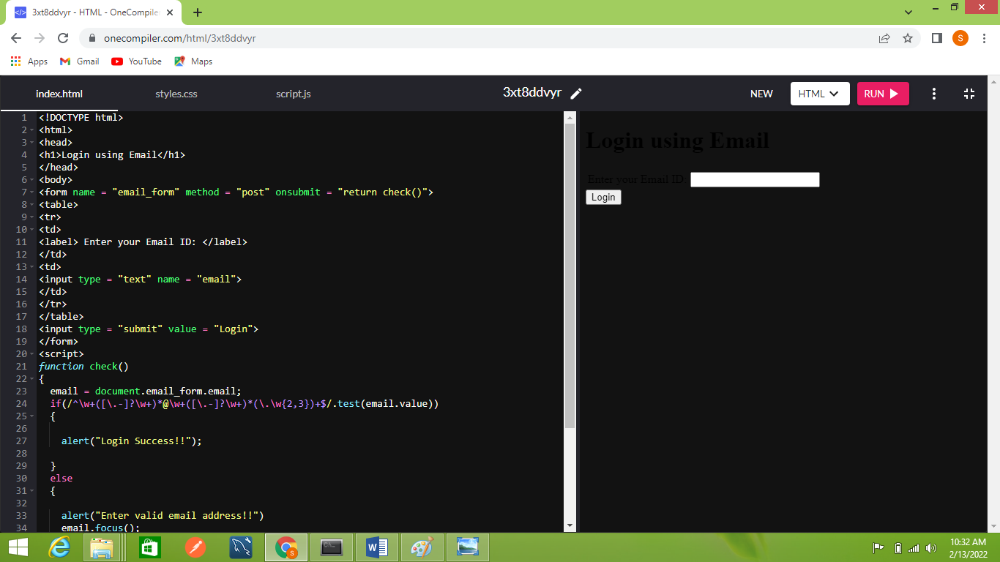 3xt8ddvyr - HTML - OneCompiler
onecompiler.com/html/3xt8ddvyr
S
Apps Gmail YouTube Maps
index.html styles.css script.js 3xt8ddvyr NEW HTML RUN
1 <!DOCTYPE html>
2 <html>
3 <head>
4 <h1>Login using Email</h1>
5 </head>
6 <body>
7 <form name = "email_form" method = "post" onsubmit = "return check()">
8 <table>
9 <tr>
10 <td>
11 <label> Enter your Email ID: </label>
12 </td>
13 <td>
14 <input type = "text" name = "email">
15 </td>
16 </tr>
17 </table>
18 <input type = "submit" value = "Login">
19 </form>
20 <script>
21 function check()
22 {
23 email = document.email_form.email;
24 if(/^\w+([\.-]?\w+)*@\w+([\.-]?\w+)*(\.\w{2,3})+$/.test(email.value))
25 {
26
27 alert("Login Success!!");
28
29 }
30 else
31 {
32
33 alert("Enter valid email address!!")
34 email.focus();
Login using Email
Enter your Email ID:
Login
10:32 AM
2/13/2022